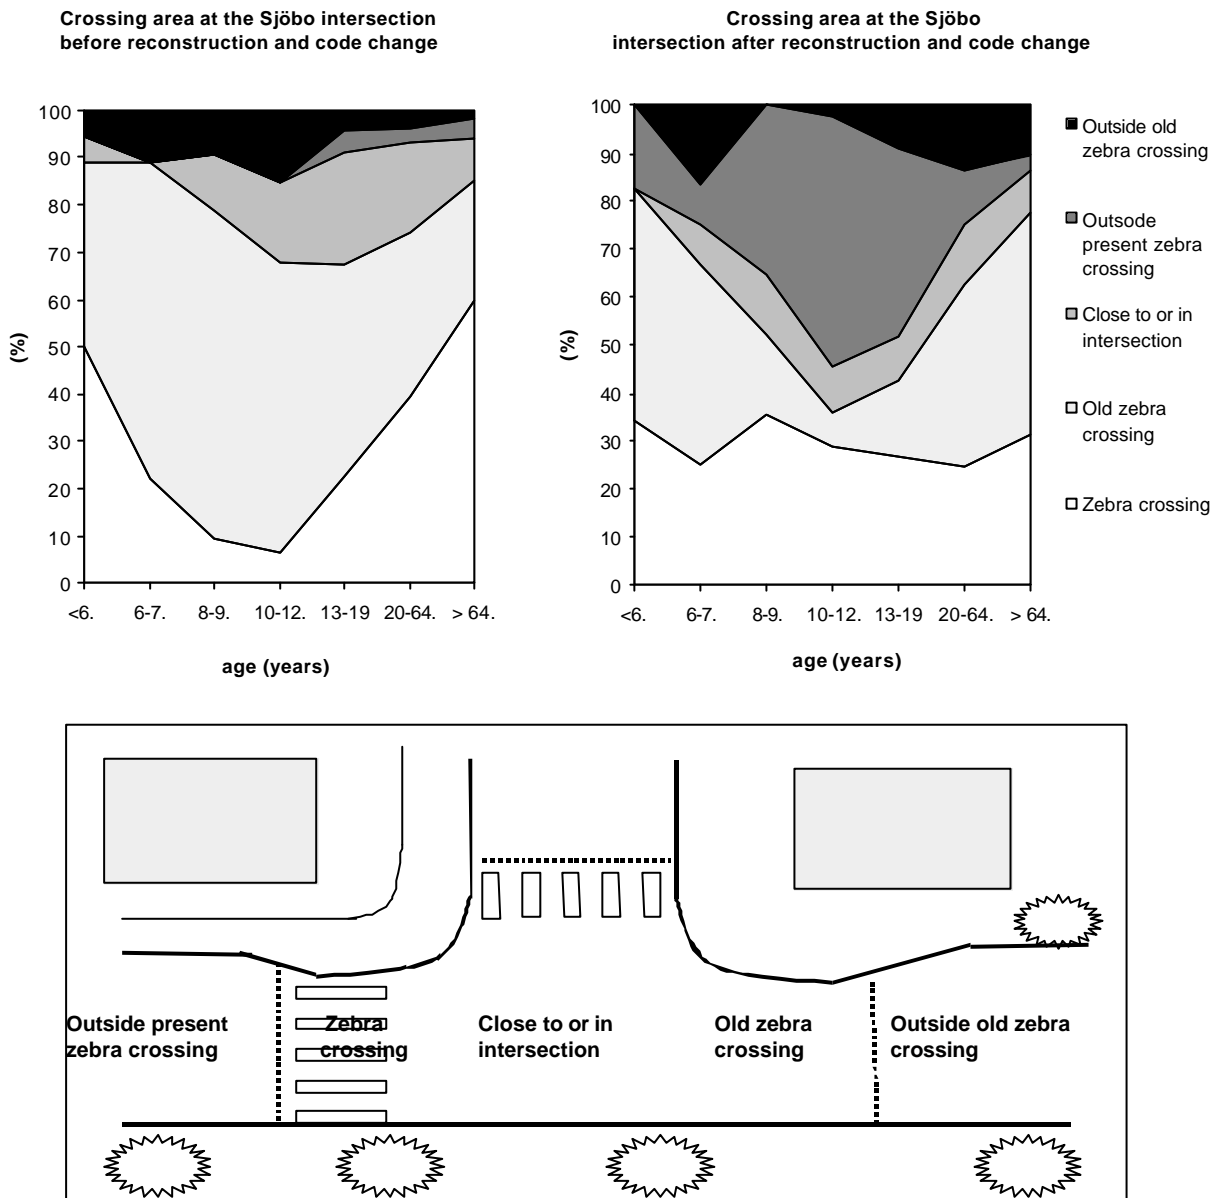 Crossing area at the Sjöbo intersection
before reconstruction and code change
100
90
80
70
60
50
40
30
20
10
0
(%)
<6.
6-7.
8-9.
10-12.
13-19
20-64.
> 64.
age (years)
Crossing area at the Sjöbo
intersection after reconstruction and code change
100
90
80
70
60
50
40
30
20
10
0
(%)
<6.
6-7.
8-9.
10-12.
13-19
20-64.
> 64.
age (years)
Outside old
zebra crossing
Outsode
present zebra
crossing
Close to or in
intersection
Old zebra
crossing
Zebra crossing
Outside present
zebra crossing
Zebra
crossing
Close to or in
intersection
Old zebra
crossing
Outside old zebra
crossing